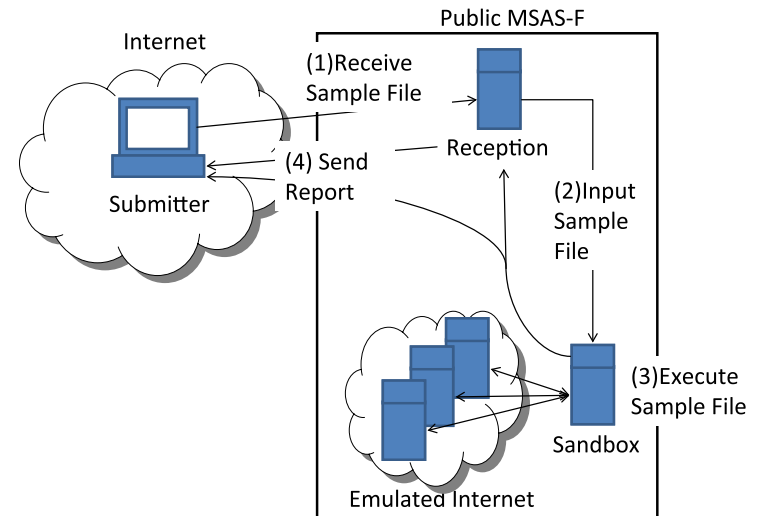 Public MSAS-F
Internet
(1)Receive
Sample File
Reception
(4) Send
Report
Submitter
(2)Input
Sample
File
(3)Execute
Sample File
Sandbox
Emulated Internet